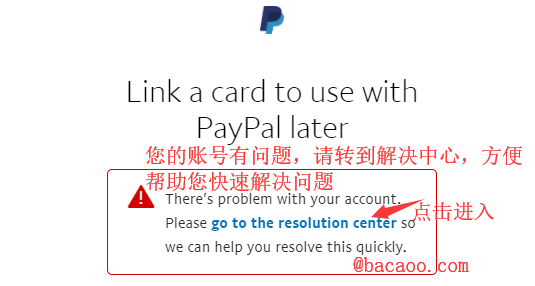 Link a card to use with
PayPal later
您的账号有问题，请转到解决中心，方便
帮助您快速解决问题
There's problem with your account.
Please go to the resolution center so
点击进入
we can help you resolve this quickly.
@bacaoo.com